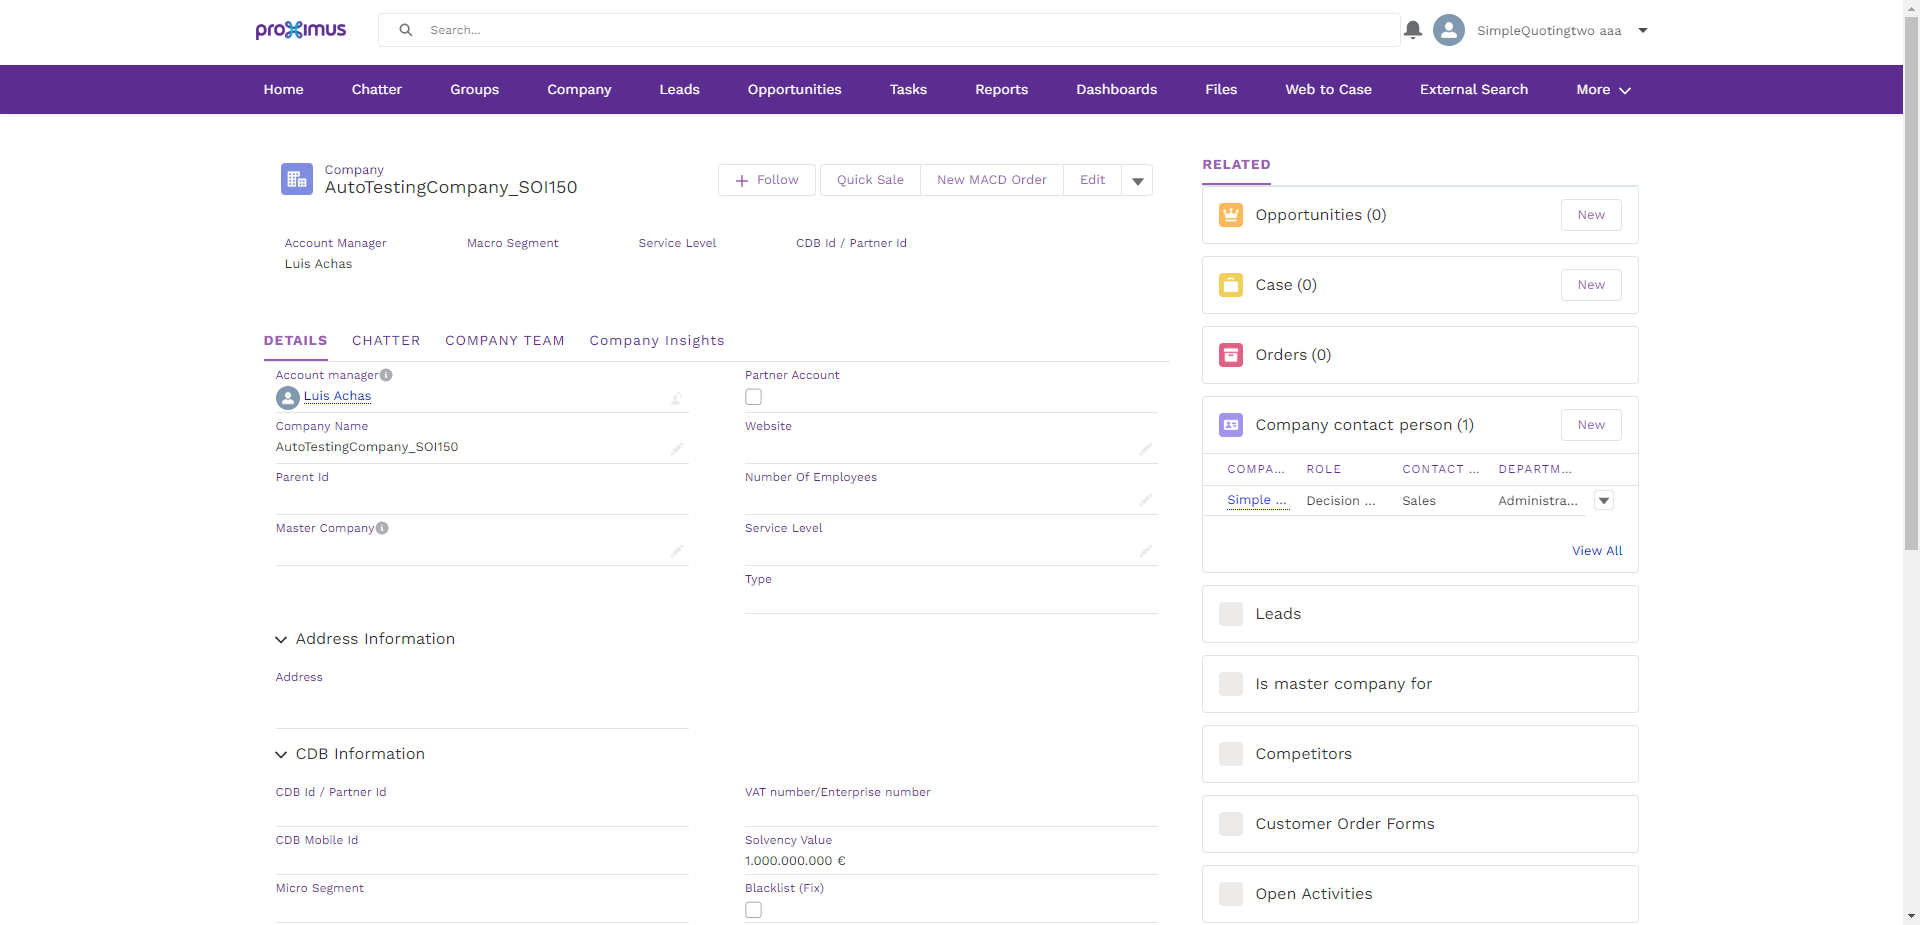 proximus
Search...
SimpleQuotingtwo aaa
Home Chatter Groups Company Leads Opportunities Tasks Reports Dashboards Files Web to Case External Search More
Company
AutoTestingCompany_SOI150
Follow Quick Sale New MACD Order Edit
Account Manager Macro Segment Service Level CDB Id / Partner Id
Luis Achas
DETAILS CHATTER COMPANY TEAM Company Insights
Account manager Partner Account
Luis Achas
Company Name Website
AutoTestingCompany_SOI150
Parent Id Number Of Employees
Master Company Service Level
Type
Address Information
Address
CDB Information
CDB Id / Partner Id VAT number/Enterprise number
CDB Mobile Id Solvency Value
1.000.000.000 €
Micro Segment Blacklist (Fix)
RELATED
Opportunities (0) New
Case (0) New
Orders (0)
Company contact person (1) New
COMPA... ROLE CONTACT ... DEPARTM...
Simple ... Decision ... Sales Administra...
View All
Leads
Is master company for
Competitors
Customer Order Forms
Open Activities